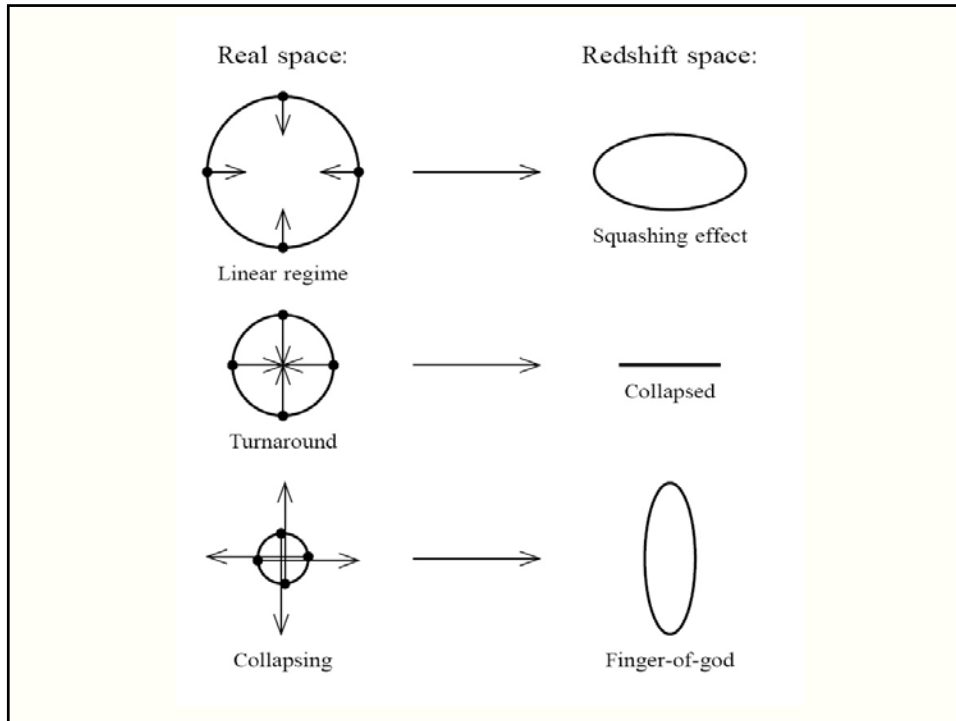 Real space:
Redshift space:
Linear regime
Squashing effect
Turnaround
Collapsed
Collapsing
Finger-of-god